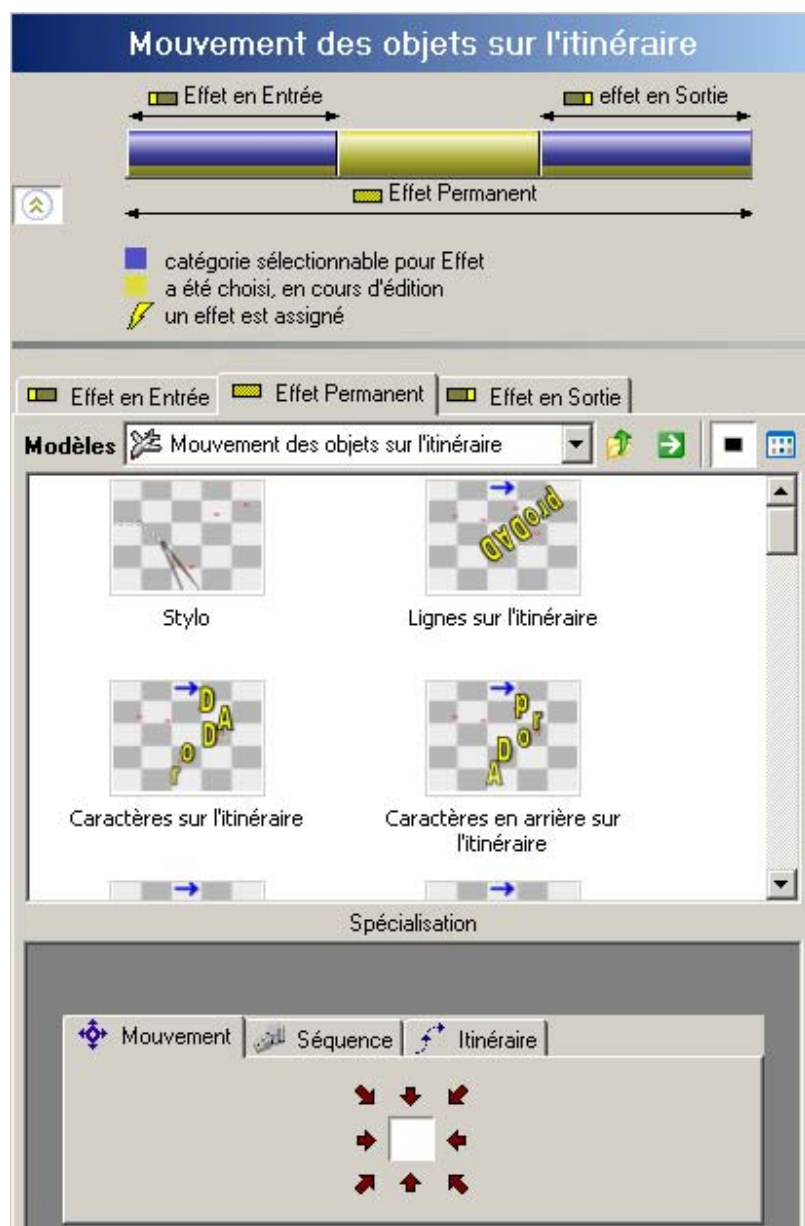 Mouvement des objets sur l'itinéraire
Effet en Entrée
effet en Sortie
Effet Permanent
catégorie sélectionnable pour Effet
a été choisi, en cours d'édition
un effet est assigné
Effet en Entrée
Effet Permanent
Effet en Sortie
Modèles
Mouvement des objets sur l'itinéraire
proDAD
Stylo
Lignes sur l'itinéraire
r o D A D
p r o D A
Caractères sur l'itinéraire
Caractères en arrière sur
l'itinéraire
Spécialisation
Mouvement
Séquence
Itinéraire